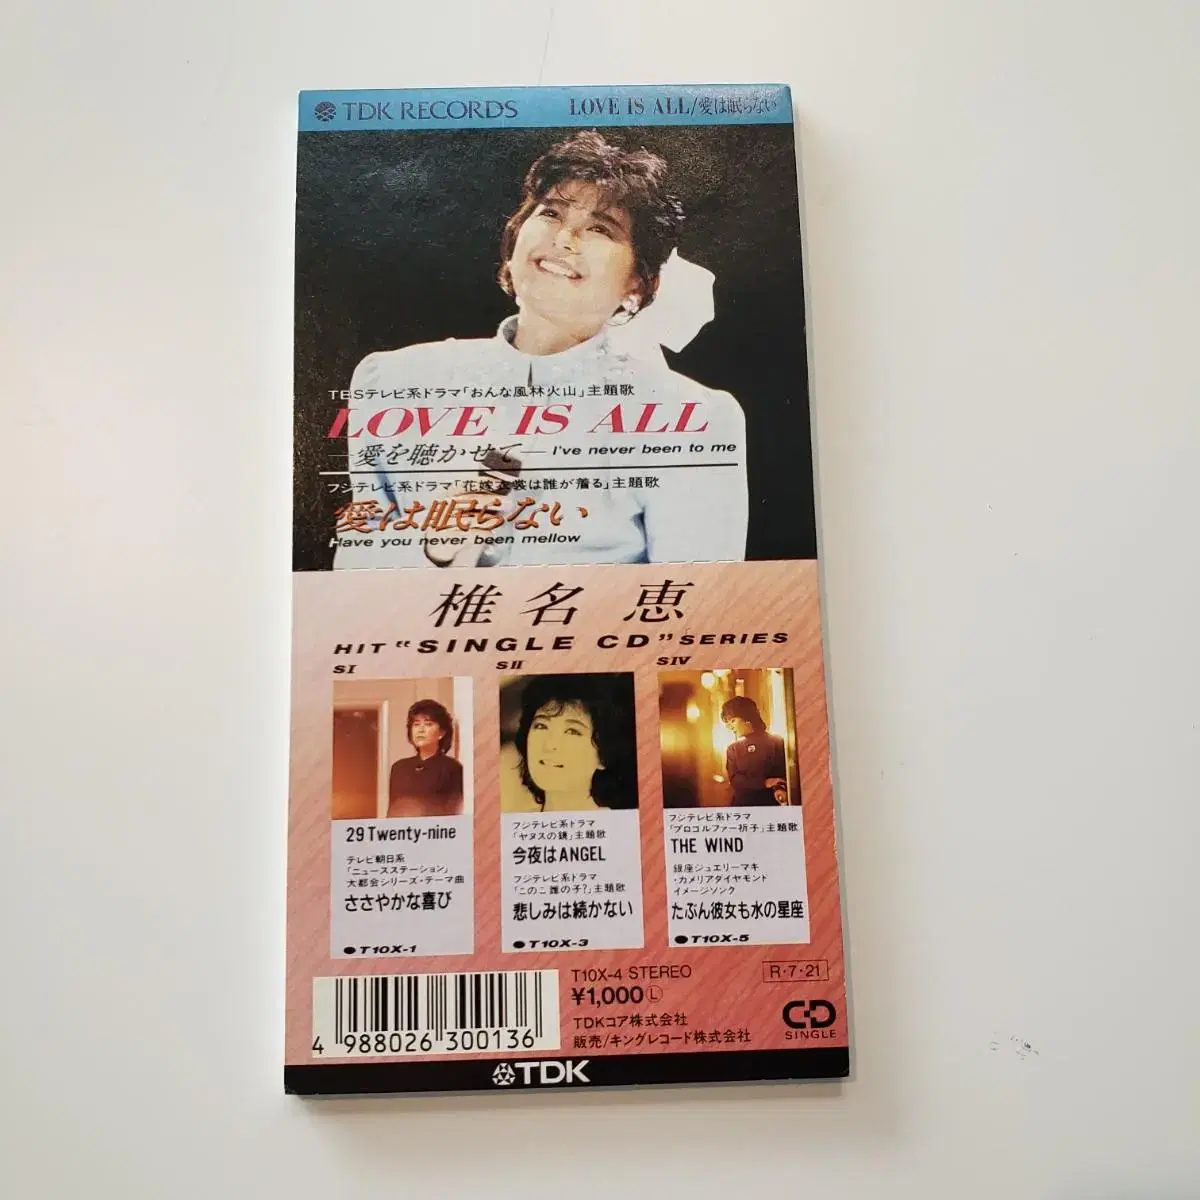 TDK RECORDS
LOVE IS ALL/愛は眠らない
TBSテレビ系ドラマ「おんな風林火山」主題歌
LOVE IS ALL
—愛を聴かせて— I've never been to me
フジテレビ系ドラマ「花嫁衣裳は誰が着る」主題歌
愛は眠らない
Have you never been mellow
椎名 恵
HIT "SINGLE CD" SERIES
SI
29 Twenty-nine
テレビ朝日系
「ニュースステーション」
大都会シリーズ・テーマ曲
ささやかな喜び
●T10X-1
SII
フジテレビ系ドラマ
「ヤヌスの鏡」主題歌
今夜はANGEL
フジテレビ系ドラマ
「このこ誰の子?」主題歌
悲しみは続かない
●T10X-3
SIV
フジテレビ系ドラマ
「プロゴルファー祈子」主題歌
THE WIND
銀座ジュエリーマキ
・カメリアダイヤモンド
イメージソング
たぶん彼女も水の星座
●T10X-5
4 988026 300136
T10X-4 STEREO
¥1,000Ⓛ
TDKコア株式会社
販売/キングレコード株式会社
R・7・21
CD
SINGLE
TDK